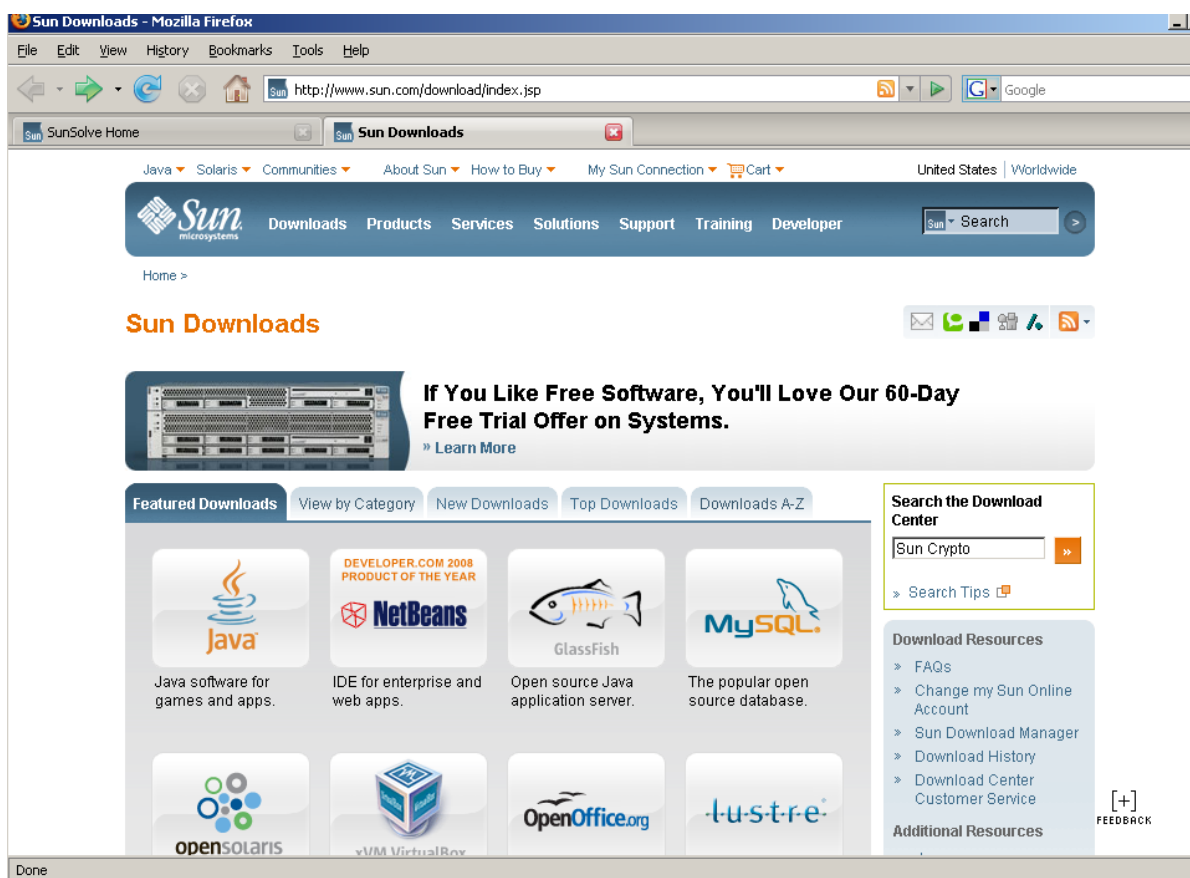 Sun Downloads - Mozilla Firefox
File Edit View History Bookmarks Tools Help
Sun http://www.sun.com/download/index.jsp G Google
Sun SunSolve Home Sun Sun Downloads
Java Solaris Communities About Sun How to Buy My Sun Connection Cart United States Worldwide
Sun microsystems Downloads Products Services Solutions Support Training Developer Sun Search
Home >
Sun Downloads
If You Like Free Software, You'll Love Our 60-Day
Free Trial Offer on Systems.
» Learn More
Featured Downloads View by Category New Downloads Top Downloads Downloads A-Z
DEVELOPER.COM 2008
PRODUCT OF THE YEAR
Java NetBeans GlassFish MySQL
Java software for games and apps.
IDE for enterprise and web apps.
Open source Java application server.
The popular open source database.
opensolaris xVM VirtualBox OpenOffice.org lustre
Search the Download
Center
Sun Crypto »
» Search Tips
Download Resources
» FAQs
» Change my Sun Online
Account
» Sun Download Manager
» Download History
» Download Center
Customer Service
Additional Resources
[+]
FEEDBACK
Done